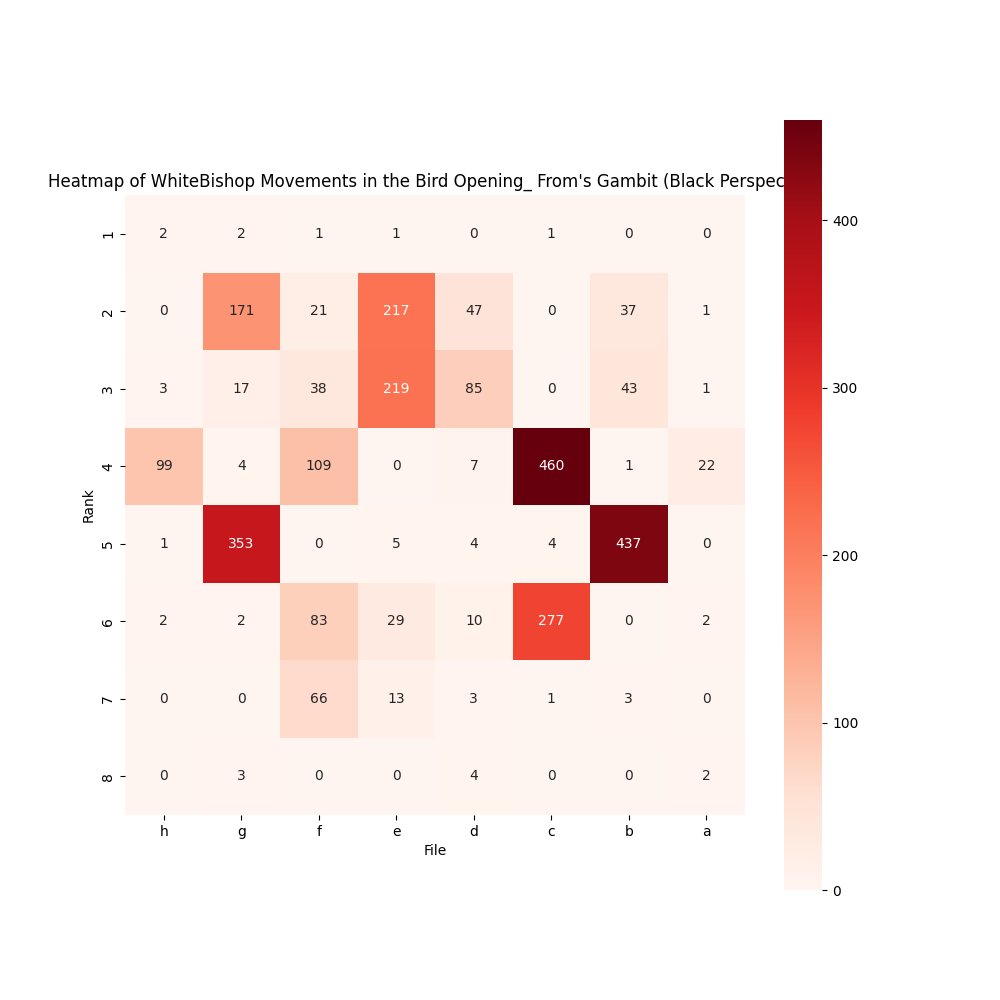 Heatmap of WhiteBishop Movements in the Bird Opening_ From's Gambit (Black Perspec
1 2 2 1 1 0 1 0 0
2 0 171 21 217 47 0 37 1
3 3 17 38 219 85 0 43 1
4 99 4 109 0 7 460 1 22
5 1 353 0 5 4 4 437 0
6 2 2 83 29 10 277 0 2
7 0 0 66 13 3 1 3 0
8 0 3 0 0 4 0 0 2
h g f e d c b a
File
Rank
400
300
200
100
0